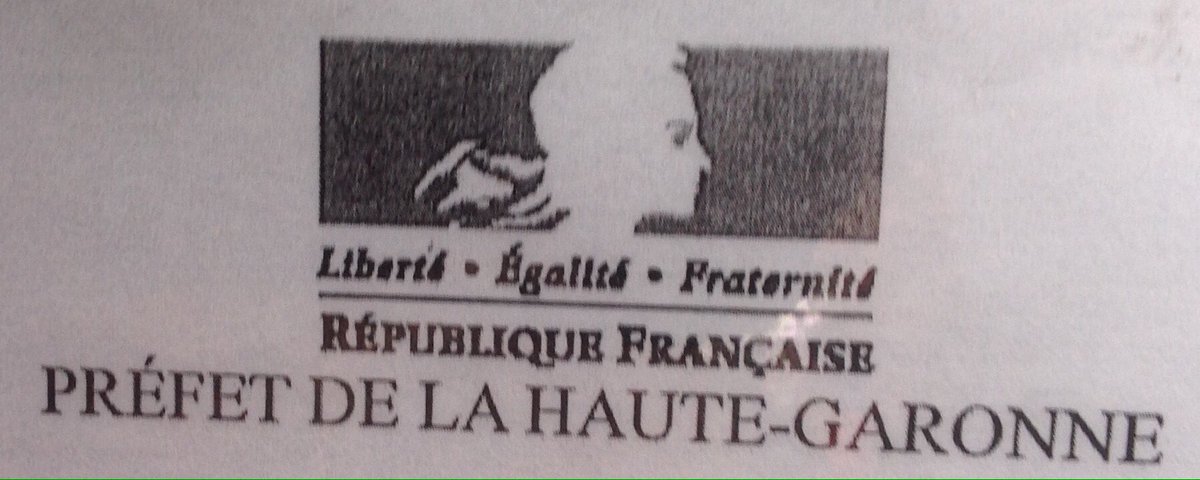 Liberté • Égalité • Fraternité
RÉPUBLIQUE FRANÇAISE
PRÉFET DE LA HAUTE-GARONNE